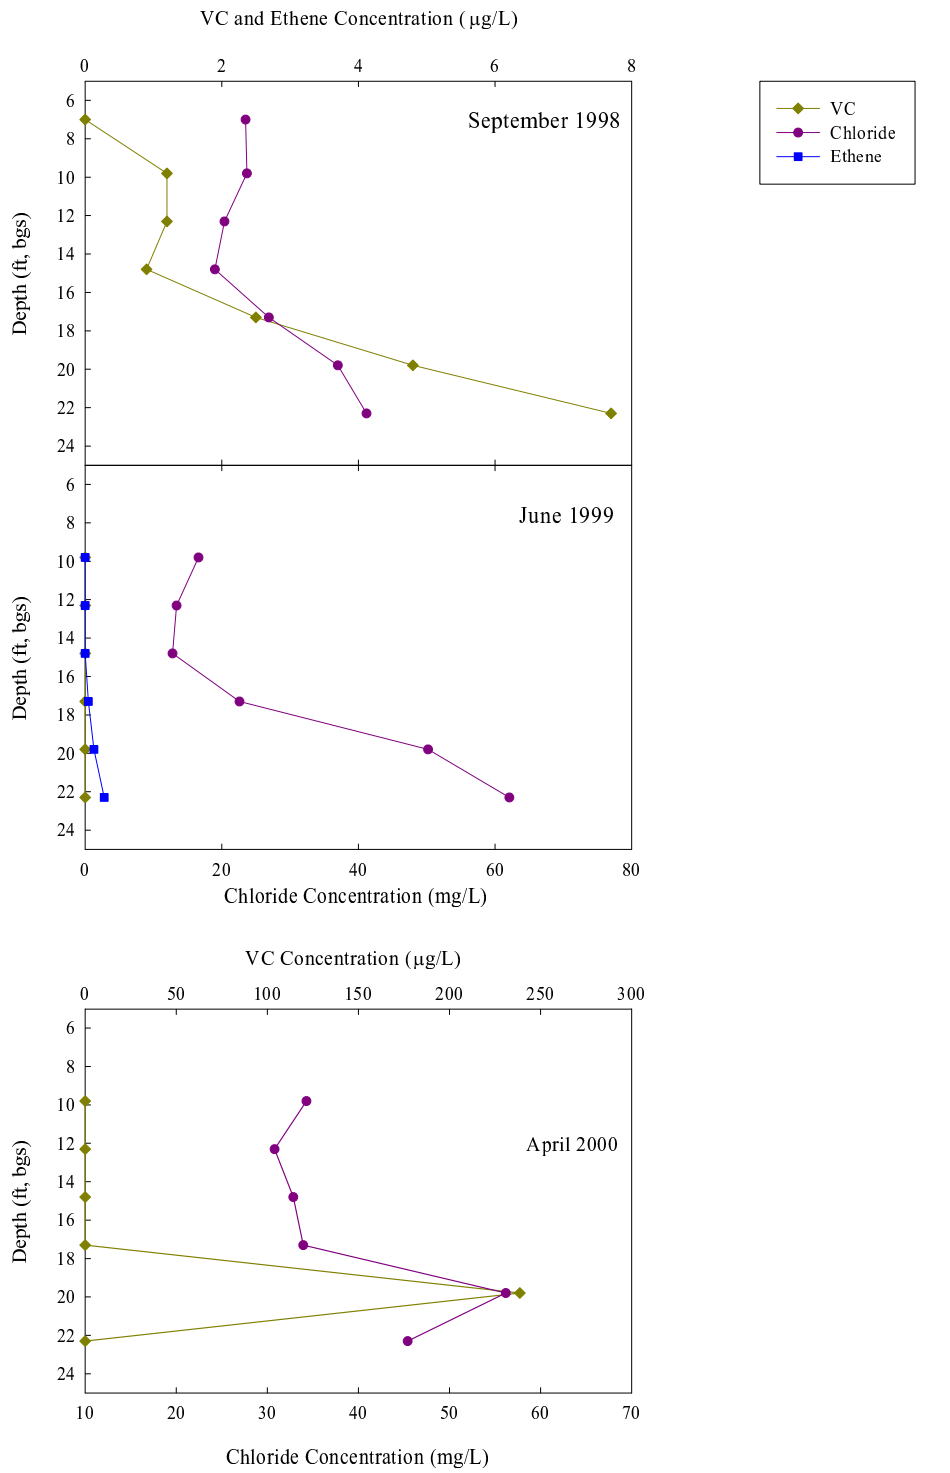 VC and Ethene Concentration (μg/L)
0 2 4 6 8
September 1998
VC
Chloride
Ethene
Depth (ft, bgs)
6
8
10
12
14
16
18
20
22
24
June 1999
Depth (ft, bgs)
6
8
10
12
14
16
18
20
22
24
0 20 40 60 80
Chloride Concentration (mg/L)
VC Concentration (μg/L)
0 50 100 150 200 250 300
April 2000
Depth (ft, bgs)
6
8
10
12
14
16
18
20
22
24
10 20 30 40 50 60 70
Chloride Concentration (mg/L)